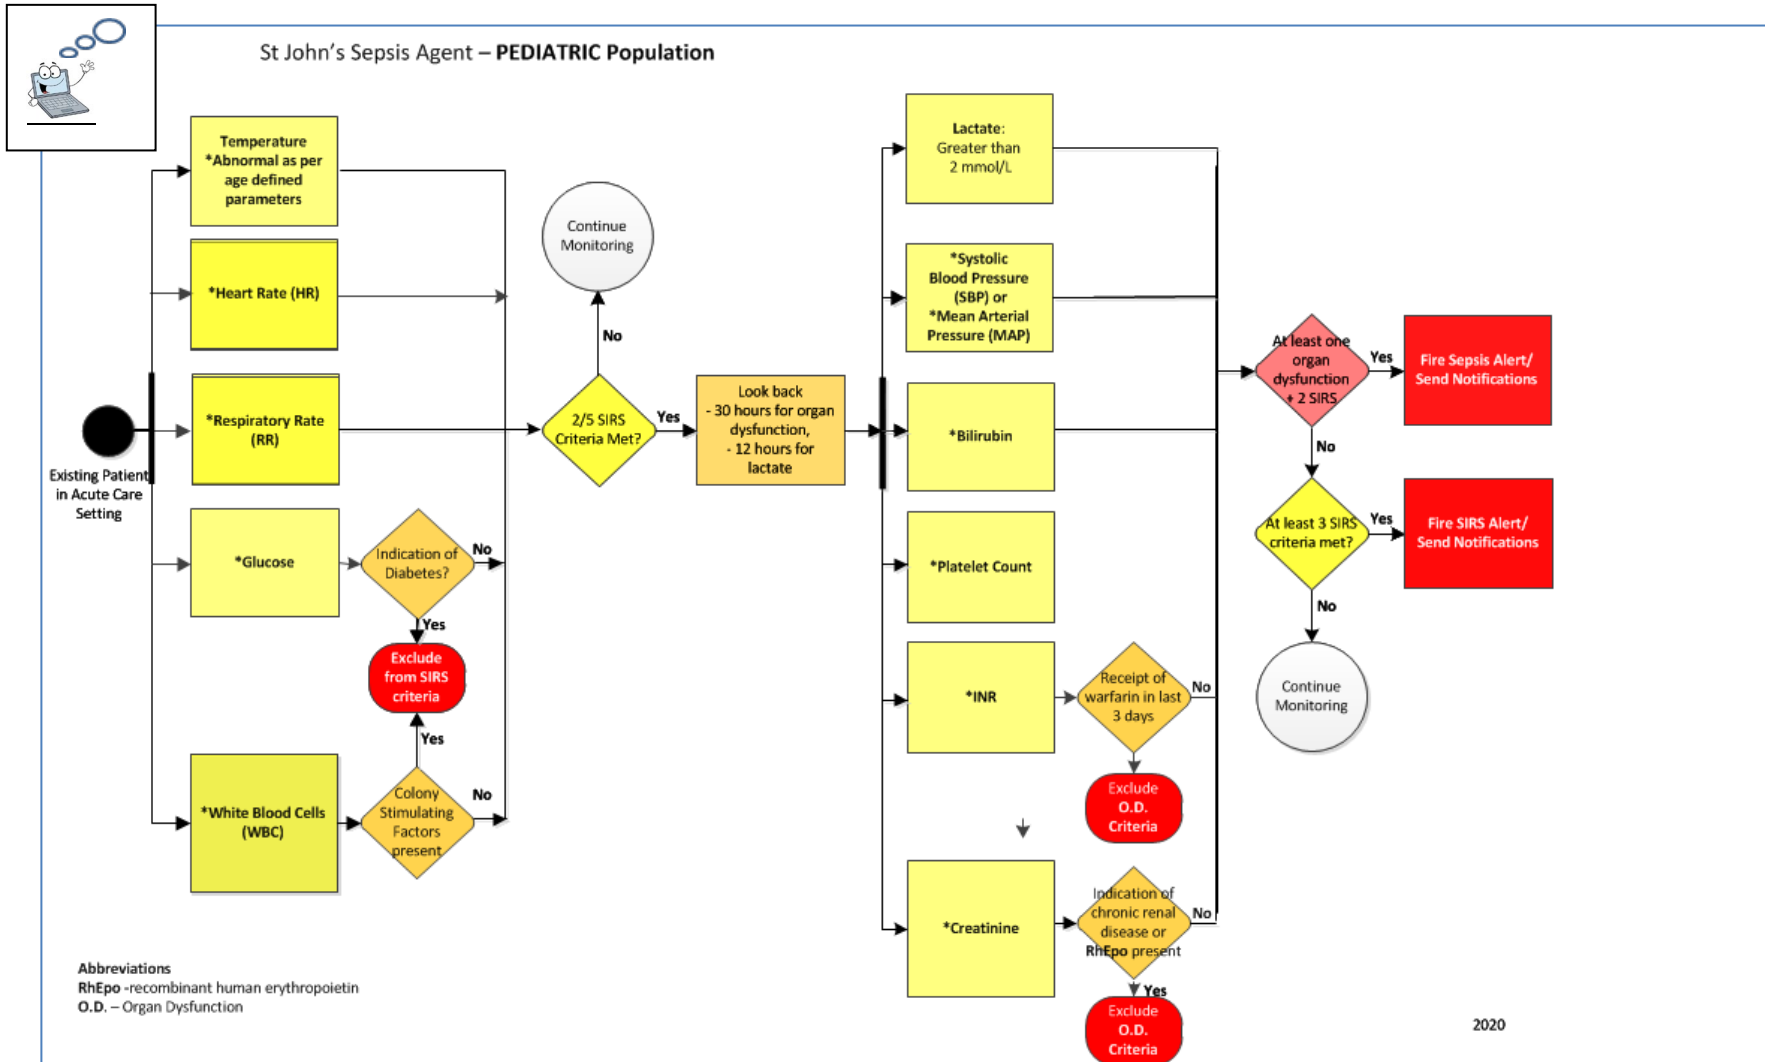 St John's Sepsis Agent – PEDIATRIC Population
Temperature
*Abnormal as per
age defined
parameters
*Heart Rate (HR)
*Respiratory Rate
(RR)
Existing Patient
in Acute Care
Setting
*Glucose
Indication of
Diabetes?
No
Yes
Exclude
from SIRS
criteria
Yes
*White Blood Cells
(WBC)
Colony
Stimulating
Factors
present
No
Continue
Monitoring
No
2/5 SIRS
Criteria Met?
Yes
Look back
- 30 hours for organ
dysfunction,
- 12 hours for
lactate
Lactate:
Greater than
2 mmol/L
*Systolic
Blood Pressure
(SBP) or
*Mean Arterial
Pressure (MAP)
*Bilirubin
*Platelet Count
*INR
Receipt of
warfarin in last
3 days
No
Exclude
O.D.
Criteria
*Creatinine
Indication of
chronic renal
disease or
RhEpo present
No
Yes
Exclude
O.D.
Criteria
At least one
organ
dysfunction
+ 2 SIRS
Yes
Fire Sepsis Alert/
Send Notifications
No
At least 3 SIRS
criteria met?
Yes
Fire SIRS Alert/
Send Notifications
No
Continue
Monitoring
Abbreviations
RhEpo -recombinant human erythropoietin
O.D. – Organ Dysfunction
2020